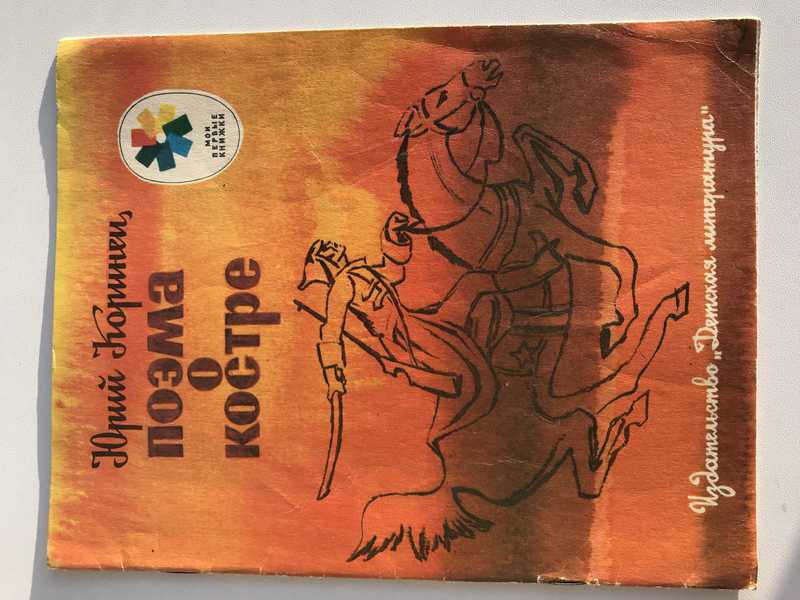 Юрий Коринец
поэма
о
костре
МОИ
ПЕРВЫЕ
КНИЖКИ
Издательство „Детская литература"